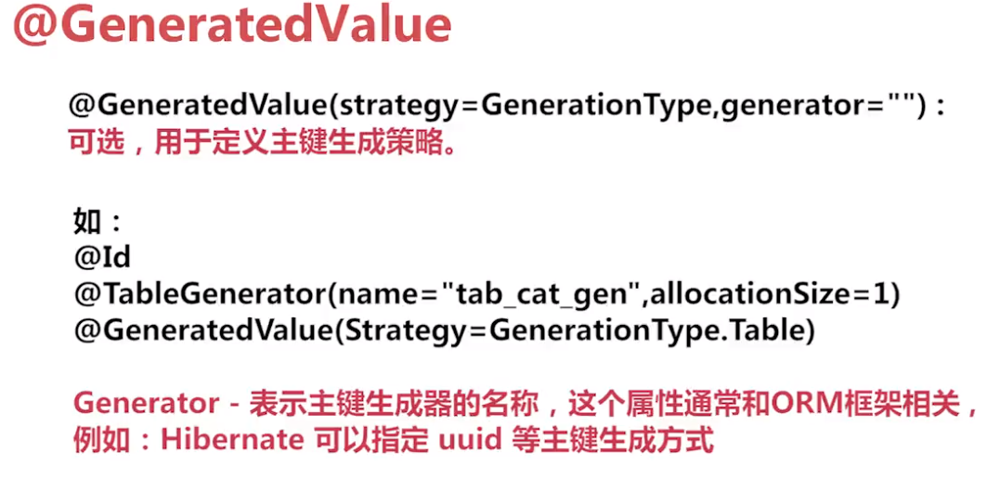 @GeneratedValue
@GeneratedValue(strategy=GenerationType,generator=""):
可选，用于定义主键生成策略。
如：
@Id
@TableGenerator(name="tab_cat_gen",allocationSize=1)
@GeneratedValue(Strategy=GenerationType.Table)
Generator - 表示主键生成器的名称，这个属性通常和ORM框架相关，
例如：Hibernate 可以指定 uuid 等主键生成方式